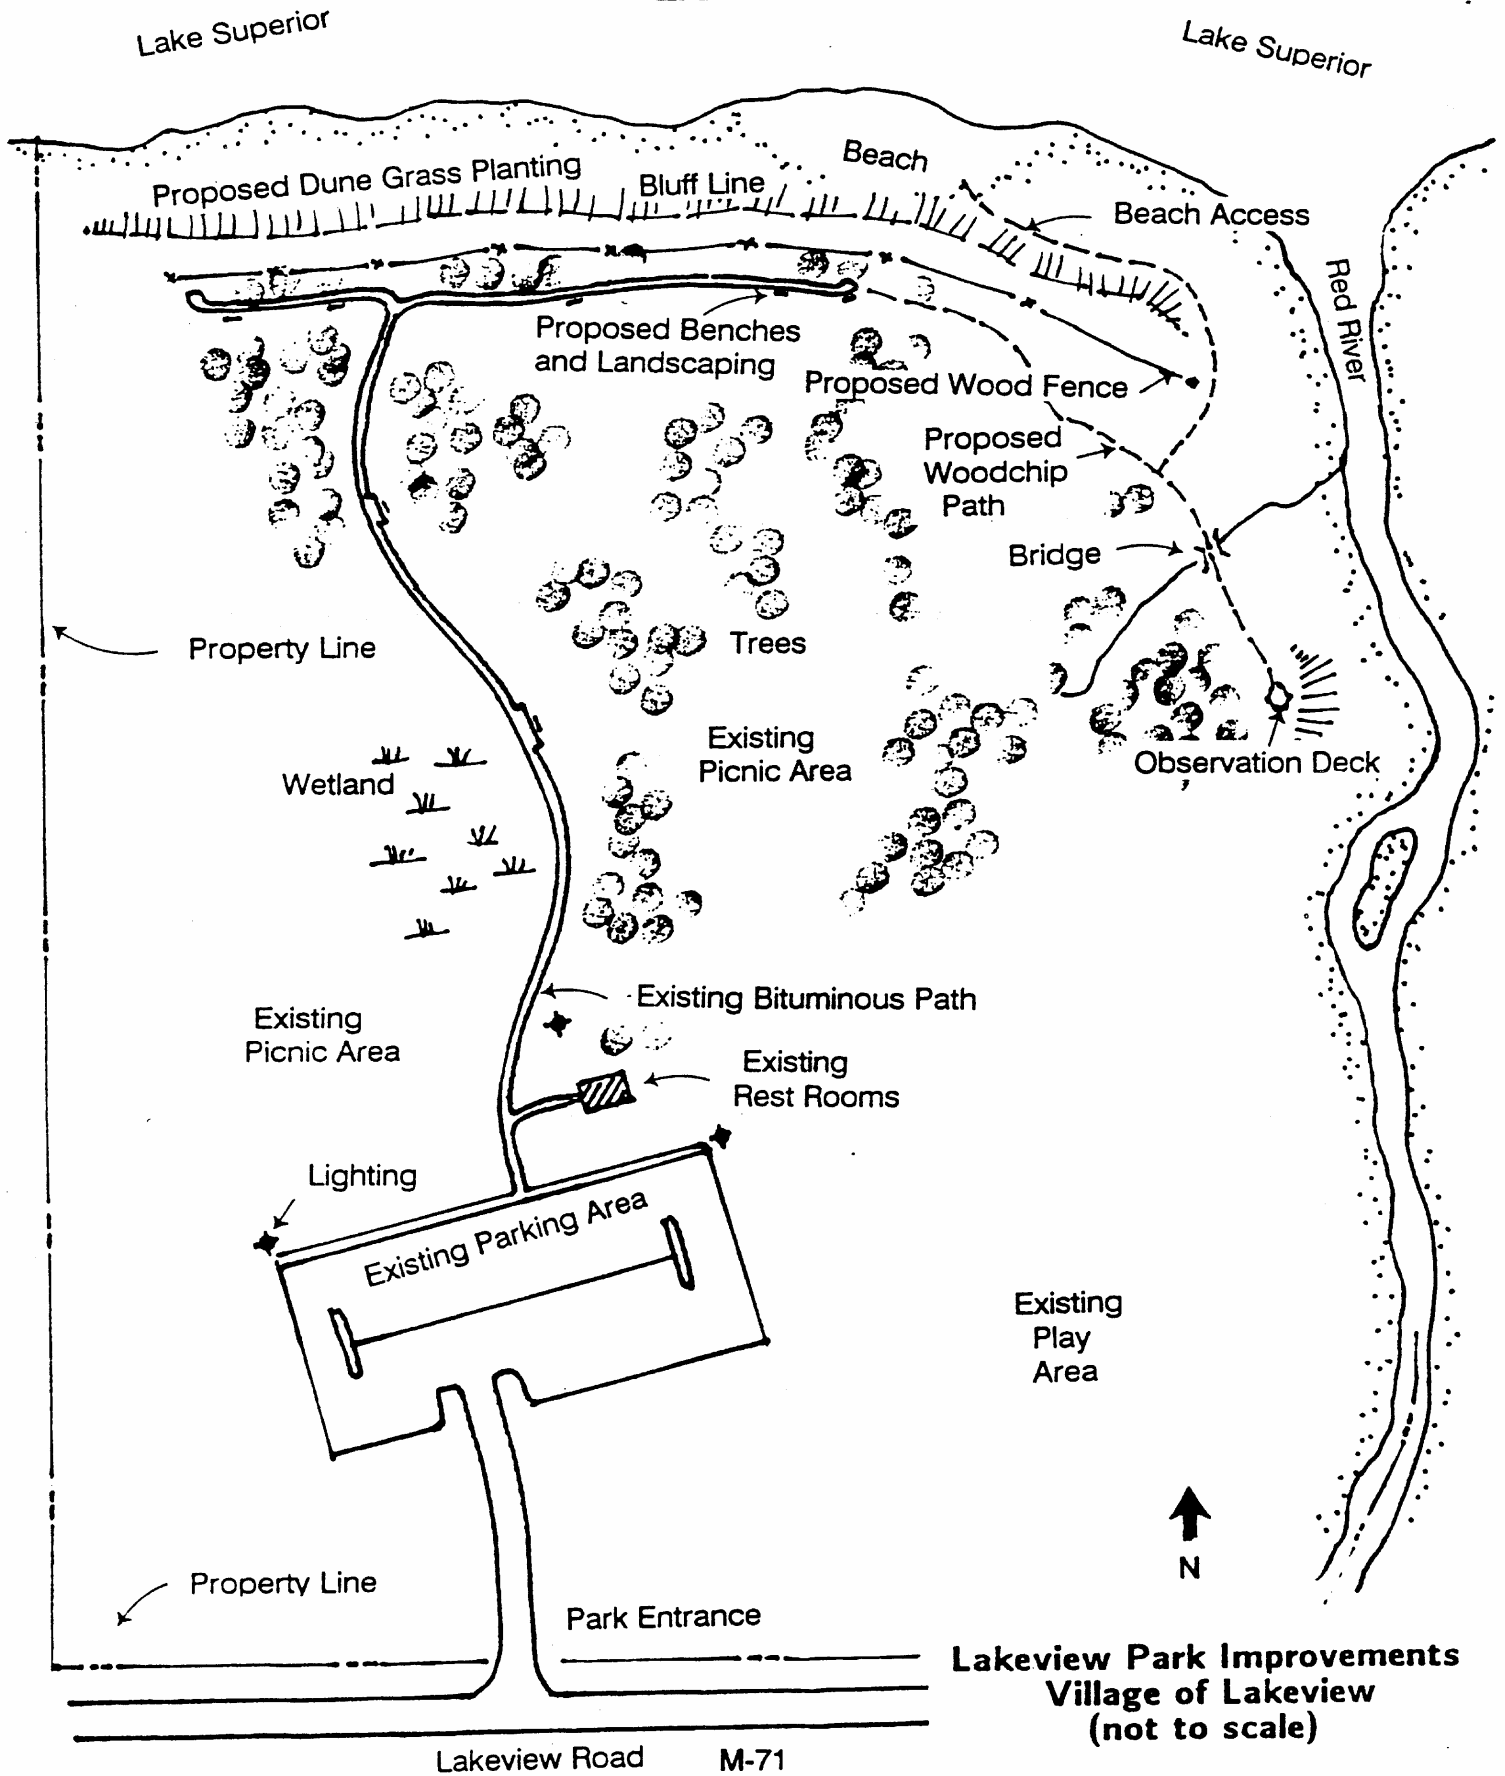 Lake Superior
Lake Superior
Proposed Dune Grass Planting
Bluff Line
Beach
Beach Access
Red River
Proposed Benches
and Landscaping
Proposed Wood Fence
Proposed
Woodchip
Path
Bridge
Property Line
Trees
Existing
Picnic Area
Observation Deck
Wetland
Existing Bituminous Path
Existing
Picnic Area
Existing
Rest Rooms
Lighting
Existing Parking Area
Existing
Play
Area
N
Property Line
Park Entrance
Lakeview Park Improvements
Village of Lakeview
(not to scale)
Lakeview Road M-71